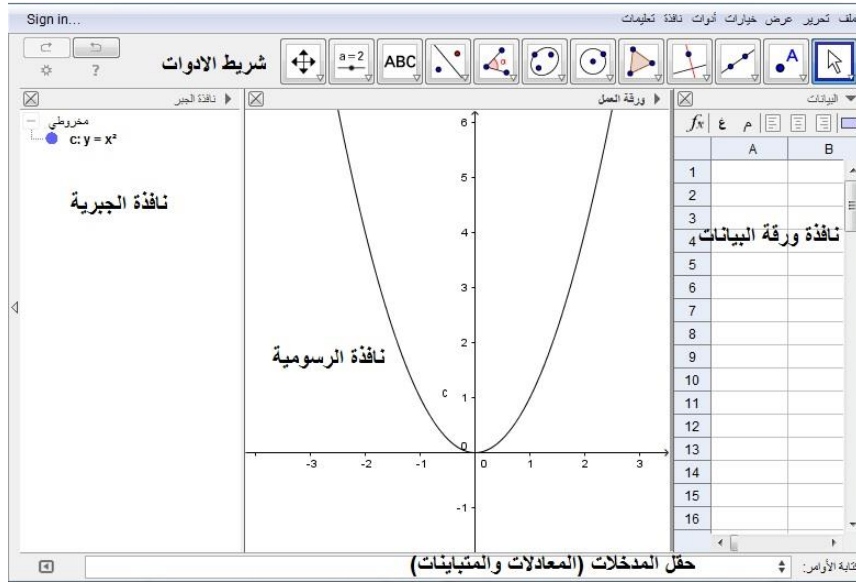 Sign in...
ملف تحرير عرض خيارات أدوات نافذة تعليمات
شريط الادوات
a=2
ABC
α
A
?
البيانات
ورقة العمل
نافذة الجبر
fx غ م
مخروطي
c: y = x²
نافذة الجبرية
نافذة الرسومية
نافذة ورقة البيانات
A B
1
2
3
4
5
6
7
8
9
10
11
12
13
14
15
16
6
5
4
3
2
1
0
-1
c
-3 -2 -1 0 1 2 3
حقل المدخلات (المعادلات والمتباينات)
كتابة الأوامر: